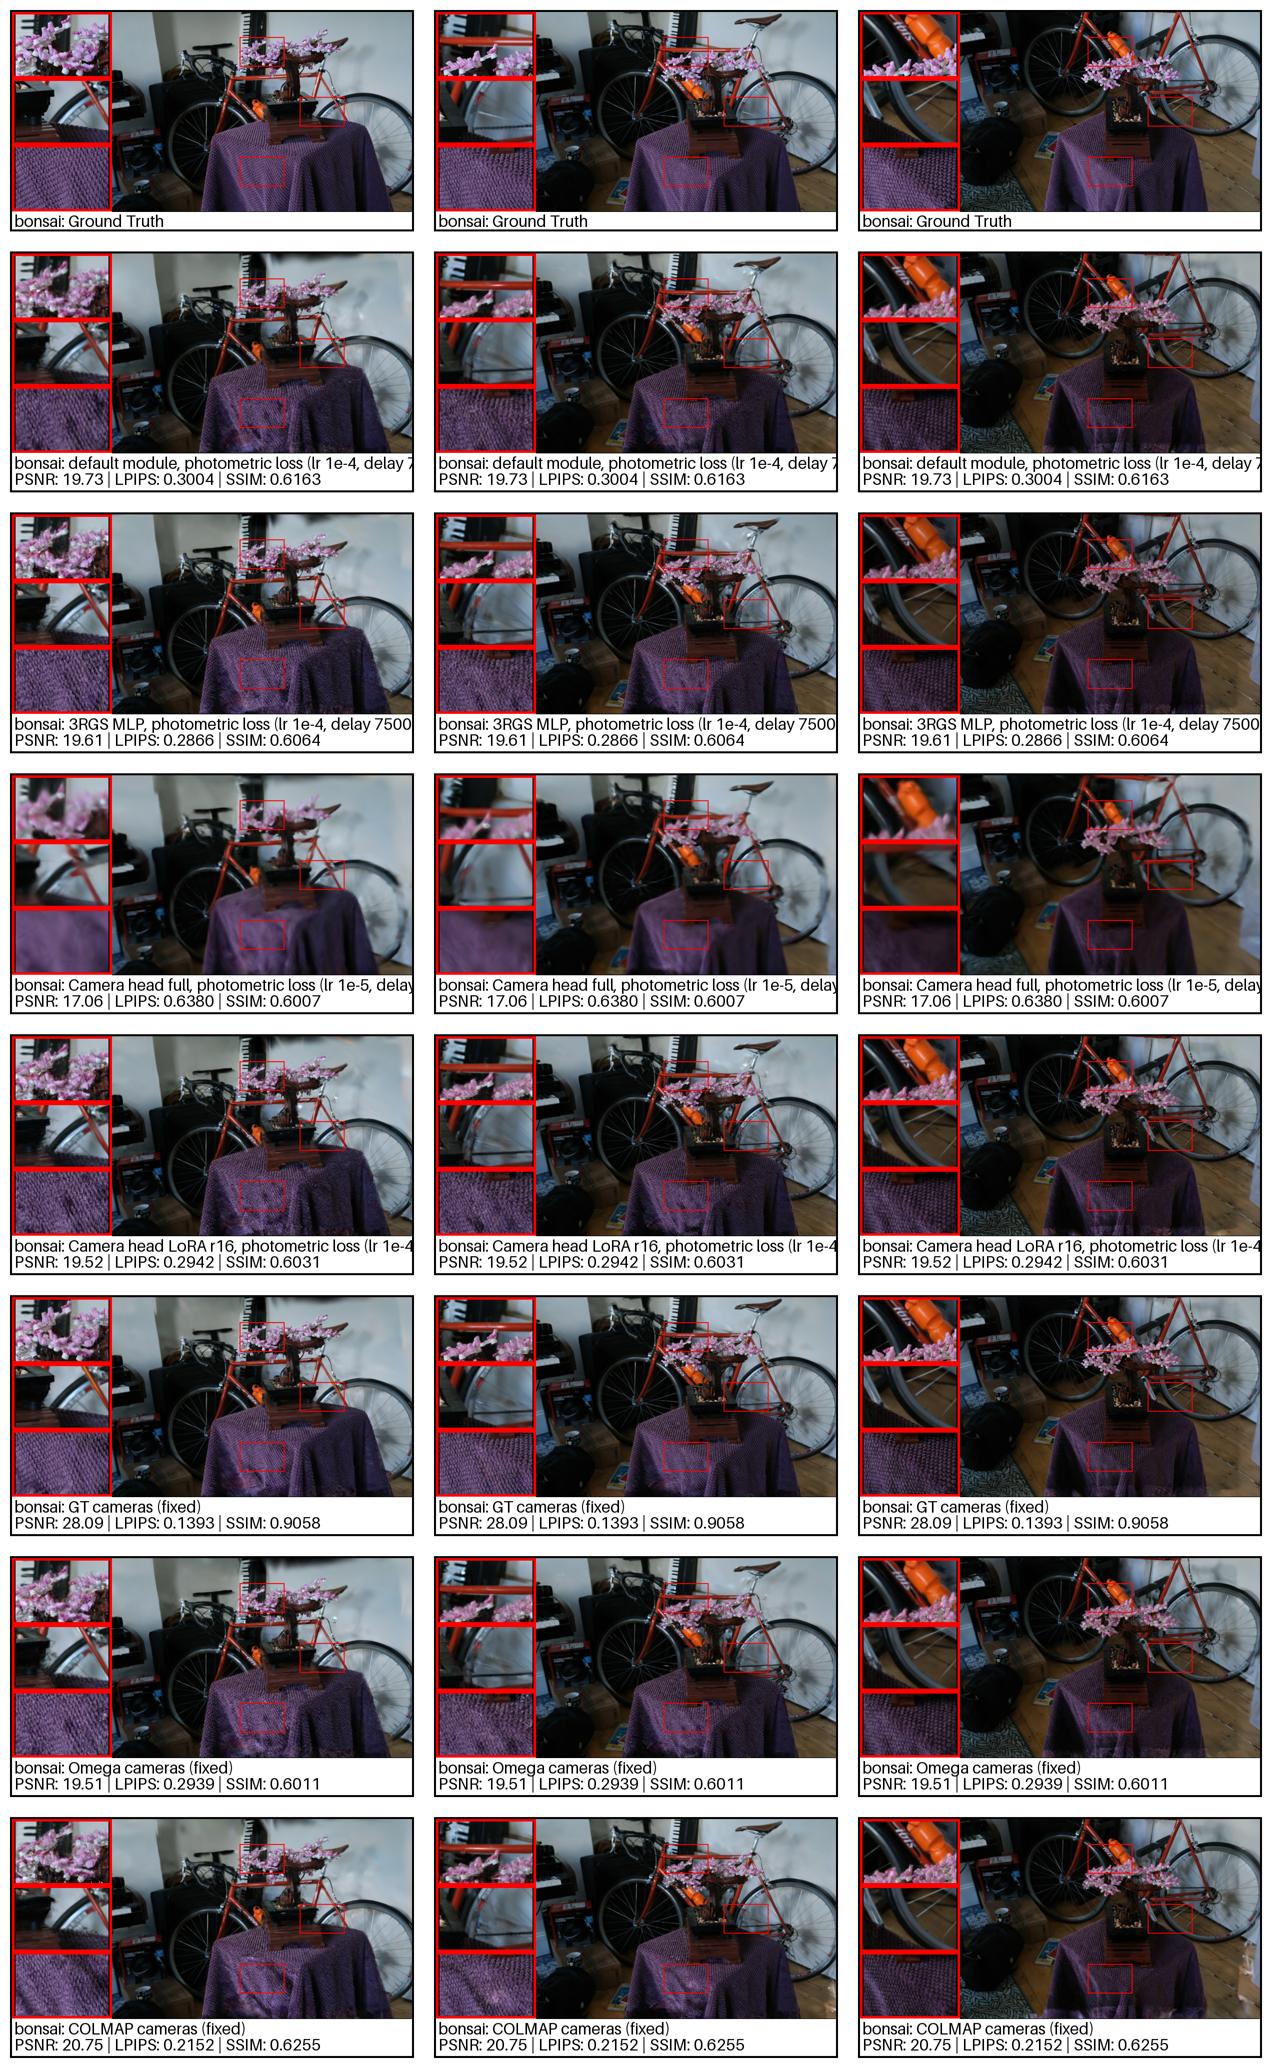 bonsai: Ground Truth
bonsai: Ground Truth
bonsai: Ground Truth
bonsai: default module, photometric loss (lr 1e-4, delay 7
PSNR: 19.73 | LPIPS: 0.3004 | SSIM: 0.6163
bonsai: default module, photometric loss (lr 1e-4, delay 7
PSNR: 19.73 | LPIPS: 0.3004 | SSIM: 0.6163
bonsai: default module, photometric loss (lr 1e-4, delay 7
PSNR: 19.73 | LPIPS: 0.3004 | SSIM: 0.6163
bonsai: 3RGS MLP, photometric loss (lr 1e-4, delay 7500
PSNR: 19.61 | LPIPS: 0.2866 | SSIM: 0.6064
bonsai: 3RGS MLP, photometric loss (lr 1e-4, delay 7500
PSNR: 19.61 | LPIPS: 0.2866 | SSIM: 0.6064
bonsai: 3RGS MLP, photometric loss (lr 1e-4, delay 7500
PSNR: 19.61 | LPIPS: 0.2866 | SSIM: 0.6064
bonsai: Camera head full, photometric loss (lr 1e-5, delay
PSNR: 17.06 | LPIPS: 0.6380 | SSIM: 0.6007
bonsai: Camera head full, photometric loss (lr 1e-5, delay
PSNR: 17.06 | LPIPS: 0.6380 | SSIM: 0.6007
bonsai: Camera head full, photometric loss (lr 1e-5, delay
PSNR: 17.06 | LPIPS: 0.6380 | SSIM: 0.6007
bonsai: Camera head LoRA r16, photometric loss (lr 1e-4
PSNR: 19.52 | LPIPS: 0.2942 | SSIM: 0.6031
bonsai: Camera head LoRA r16, photometric loss (lr 1e-4
PSNR: 19.52 | LPIPS: 0.2942 | SSIM: 0.6031
bonsai: Camera head LoRA r16, photometric loss (lr 1e-4
PSNR: 19.52 | LPIPS: 0.2942 | SSIM: 0.6031
bonsai: GT cameras (fixed)
PSNR: 28.09 | LPIPS: 0.1393 | SSIM: 0.9058
bonsai: GT cameras (fixed)
PSNR: 28.09 | LPIPS: 0.1393 | SSIM: 0.9058
bonsai: GT cameras (fixed)
PSNR: 28.09 | LPIPS: 0.1393 | SSIM: 0.9058
bonsai: Omega cameras (fixed)
PSNR: 19.51 | LPIPS: 0.2939 | SSIM: 0.6011
bonsai: Omega cameras (fixed)
PSNR: 19.51 | LPIPS: 0.2939 | SSIM: 0.6011
bonsai: Omega cameras (fixed)
PSNR: 19.51 | LPIPS: 0.2939 | SSIM: 0.6011
bonsai: COLMAP cameras (fixed)
PSNR: 20.75 | LPIPS: 0.2152 | SSIM: 0.6255
bonsai: COLMAP cameras (fixed)
PSNR: 20.75 | LPIPS: 0.2152 | SSIM: 0.6255
bonsai: COLMAP cameras (fixed)
PSNR: 20.75 | LPIPS: 0.2152 | SSIM: 0.6255